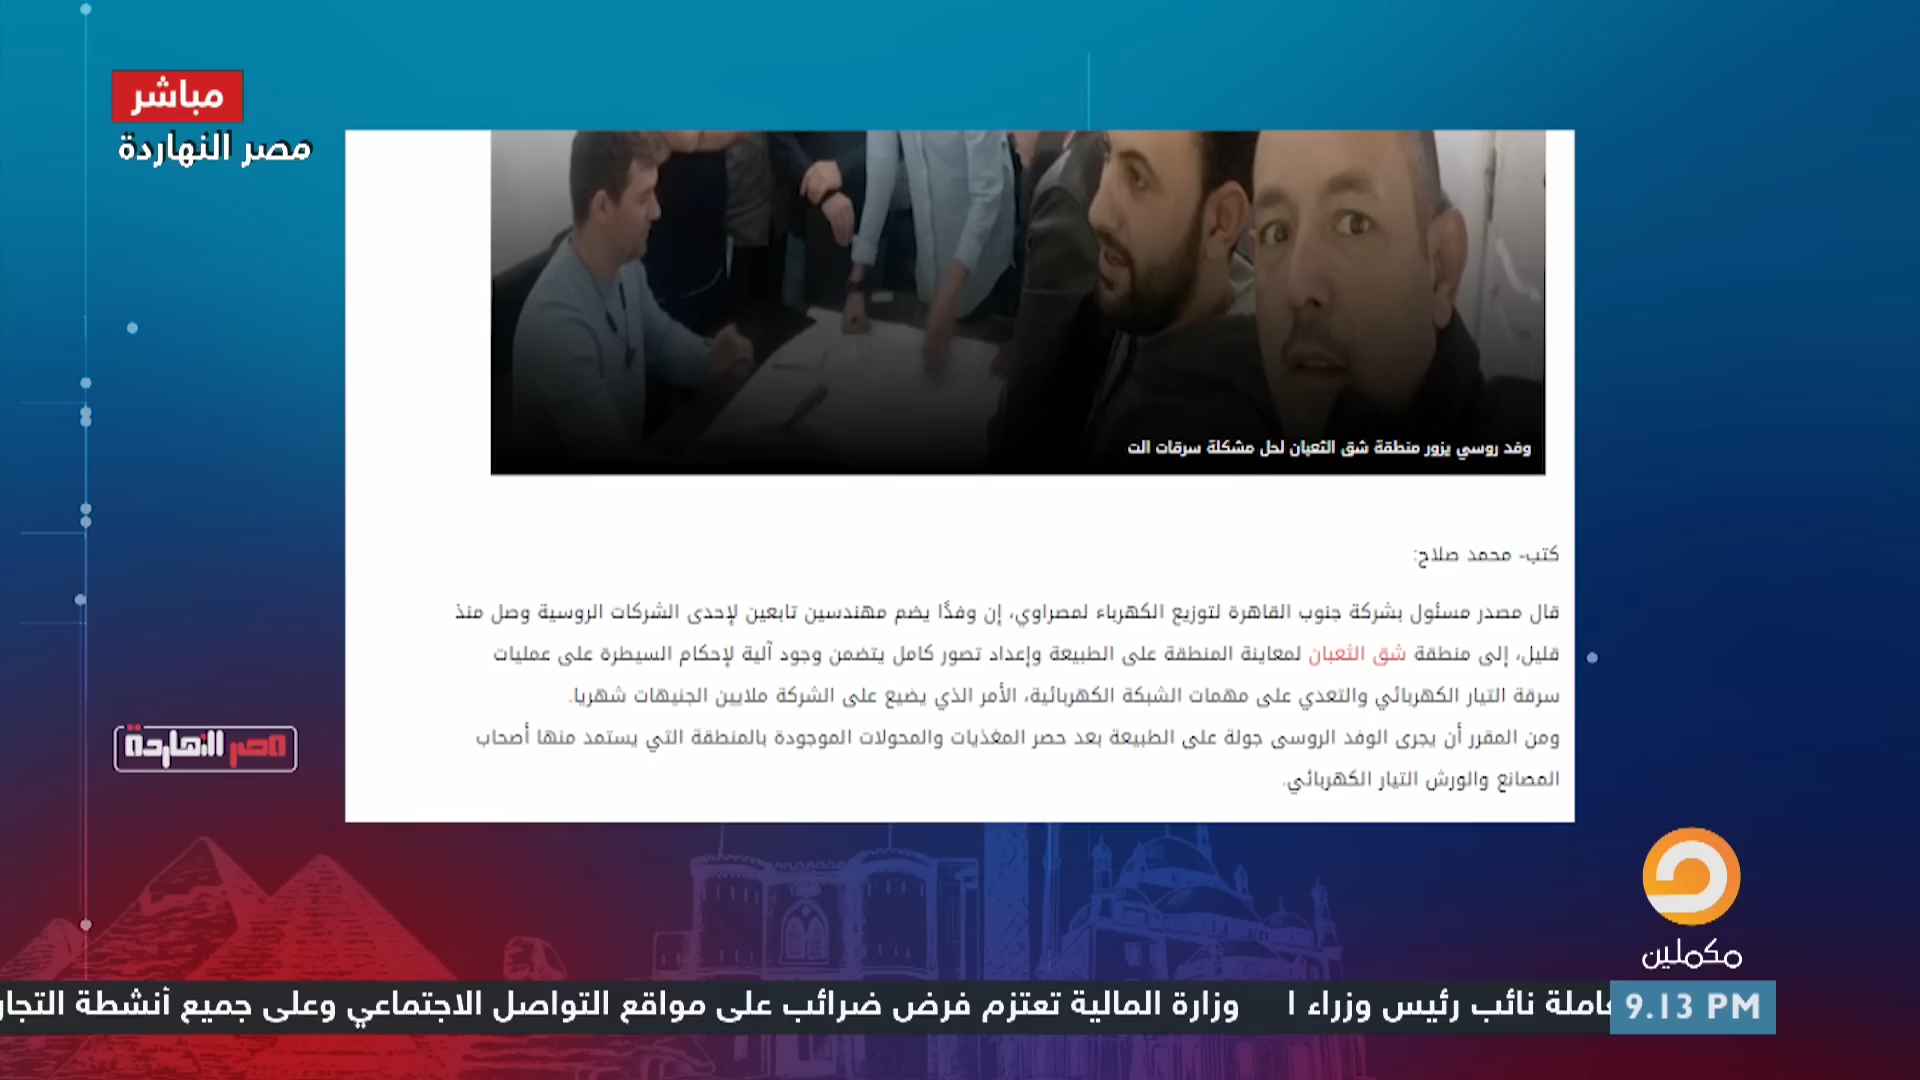 مباشر
مصر النهاردة
وفد روسي يزور منطقة شق الثعبان لحل مشكلة سرقات الت
كتب- محمد صلاح:
قال مصدر مسئول بشركة جنوب القاهرة لتوزيع الكهرباء لمصراوي، إن وفدًا يضم مهندسين تابعين لإحدى الشركات الروسية وصل منذ
قليل، إلى منطقة شق الثعبان لمعاينة المنطقة على الطبيعة وإعداد تصور كامل يتضمن وجود آلية لإحكام السيطرة على عمليات
سرقة التيار الكهربائي والتعدي على مهمات الشبكة الكهربائية، الأمر الذي يضيع على الشركة ملايين الجنيهات شهريا.
ومن المقرر أن يجرى الوفد الروسى جولة على الطبيعة بعد حصر المغذيات والمحولات الموجودة بالمنطقة التي يستمد منها أصحاب
المصانع والورش التيار الكهربائي.
مصر النهاردة
مكملين
عاملة نائب رئيس وزراء ا وزارة المالية تعتزم فرض ضرائب على مواقع التواصل الاجتماعي وعلى جميع أنشطة التجار
9.13 PM